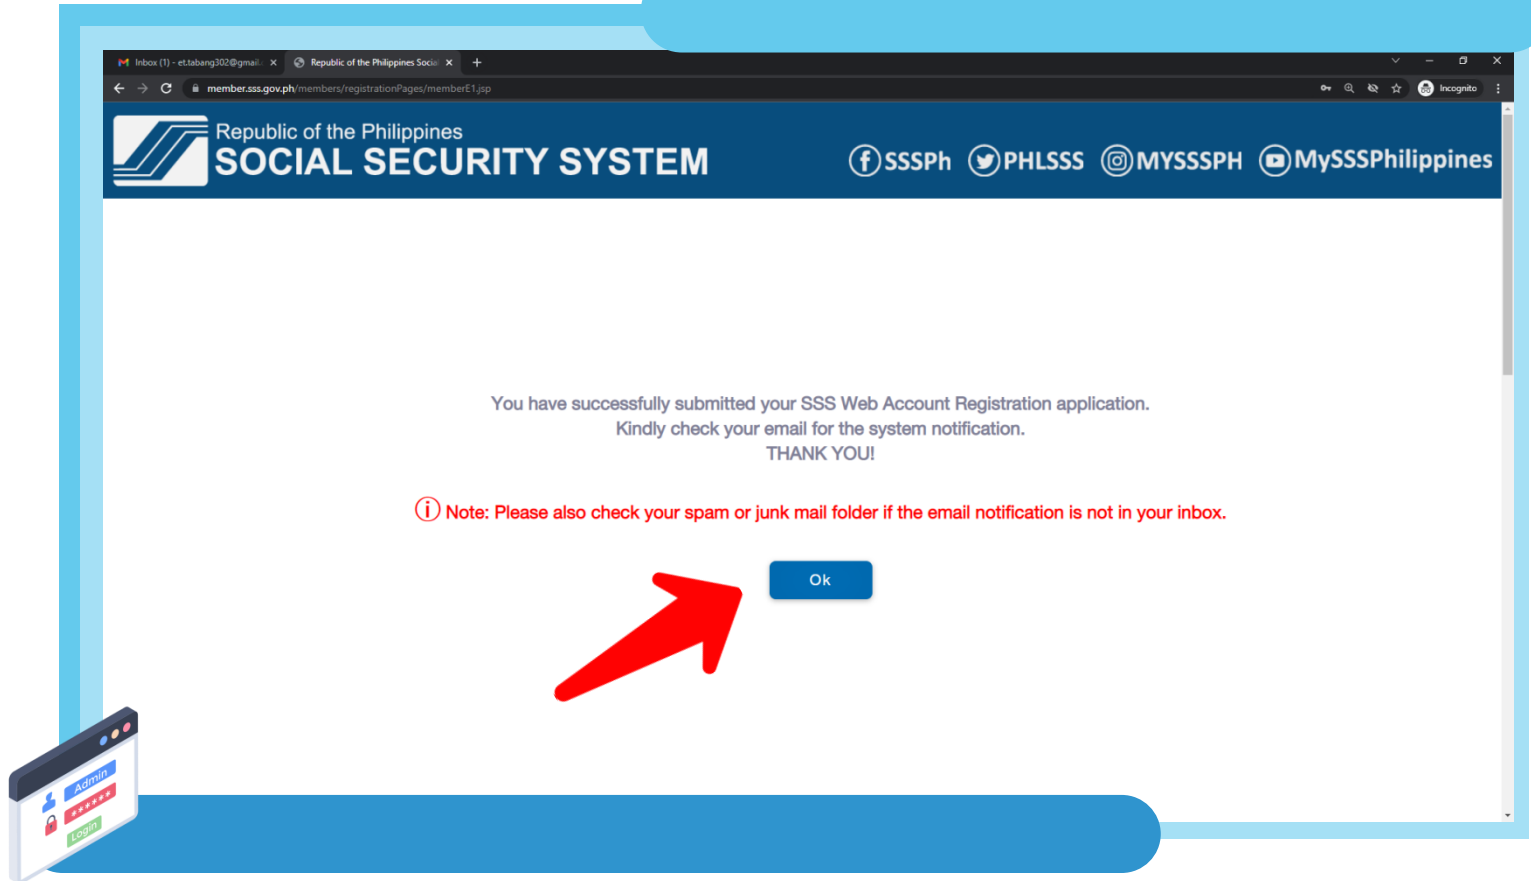 Inbox (1) - et.tabang302@gmail.
Republic of the Philippines Social
member.sss.gov.ph/members/registrationPages/memberE1.jsp
Incognito
Republic of the Philippines
SOCIAL SECURITY SYSTEM
SSSPh PHLSSS MYSSSPH MySSSPhilippines
You have successfully submitted your SSS Web Account Registration application.
Kindly check your email for the system notification.
THANK YOU!
Note: Please also check your spam or junk mail folder if the email notification is not in your inbox.
Ok
Admin
******
Login